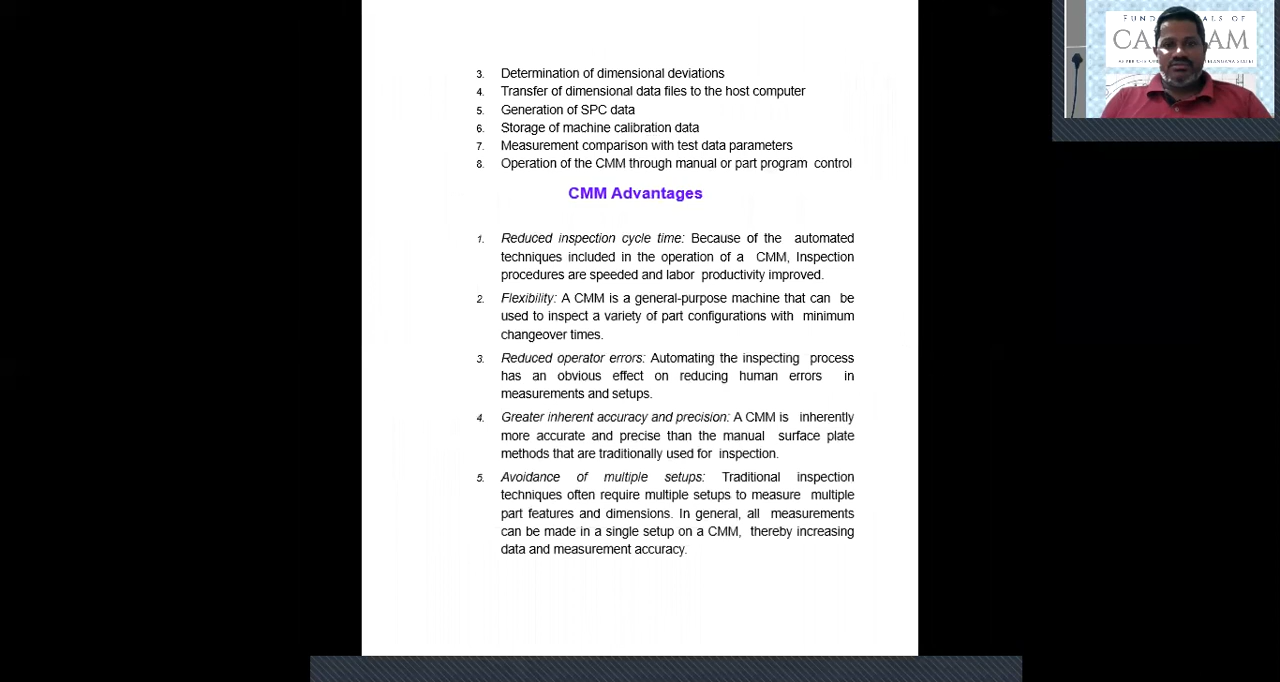 3. Determination of dimensional deviations
4. Transfer of dimensional data files to the host computer
5. Generation of SPC data
6. Storage of machine calibration data
7. Measurement comparison with test data parameters
8. Operation of the CMM through manual or part program control
CMM Advantages
1. Reduced inspection cycle time: Because of the automated
techniques included in the operation of a CMM, Inspection
procedures are speeded and labor productivity improved.
2. Flexibility: A CMM is a general-purpose machine that can be
used to inspect a variety of part configurations with minimum
changeover times.
3. Reduced operator errors: Automating the inspecting process
has an obvious effect on reducing human errors in
measurements and setups.
4. Greater inherent accuracy and precision: A CMM is inherently
more accurate and precise than the manual surface plate
methods that are traditionally used for inspection.
5. Avoidance of multiple setups: Traditional inspection
techniques often require multiple setups to measure multiple
part features and dimensions. In general, all measurements
can be made in a single setup on a CMM, thereby increasing
data and measurement accuracy.